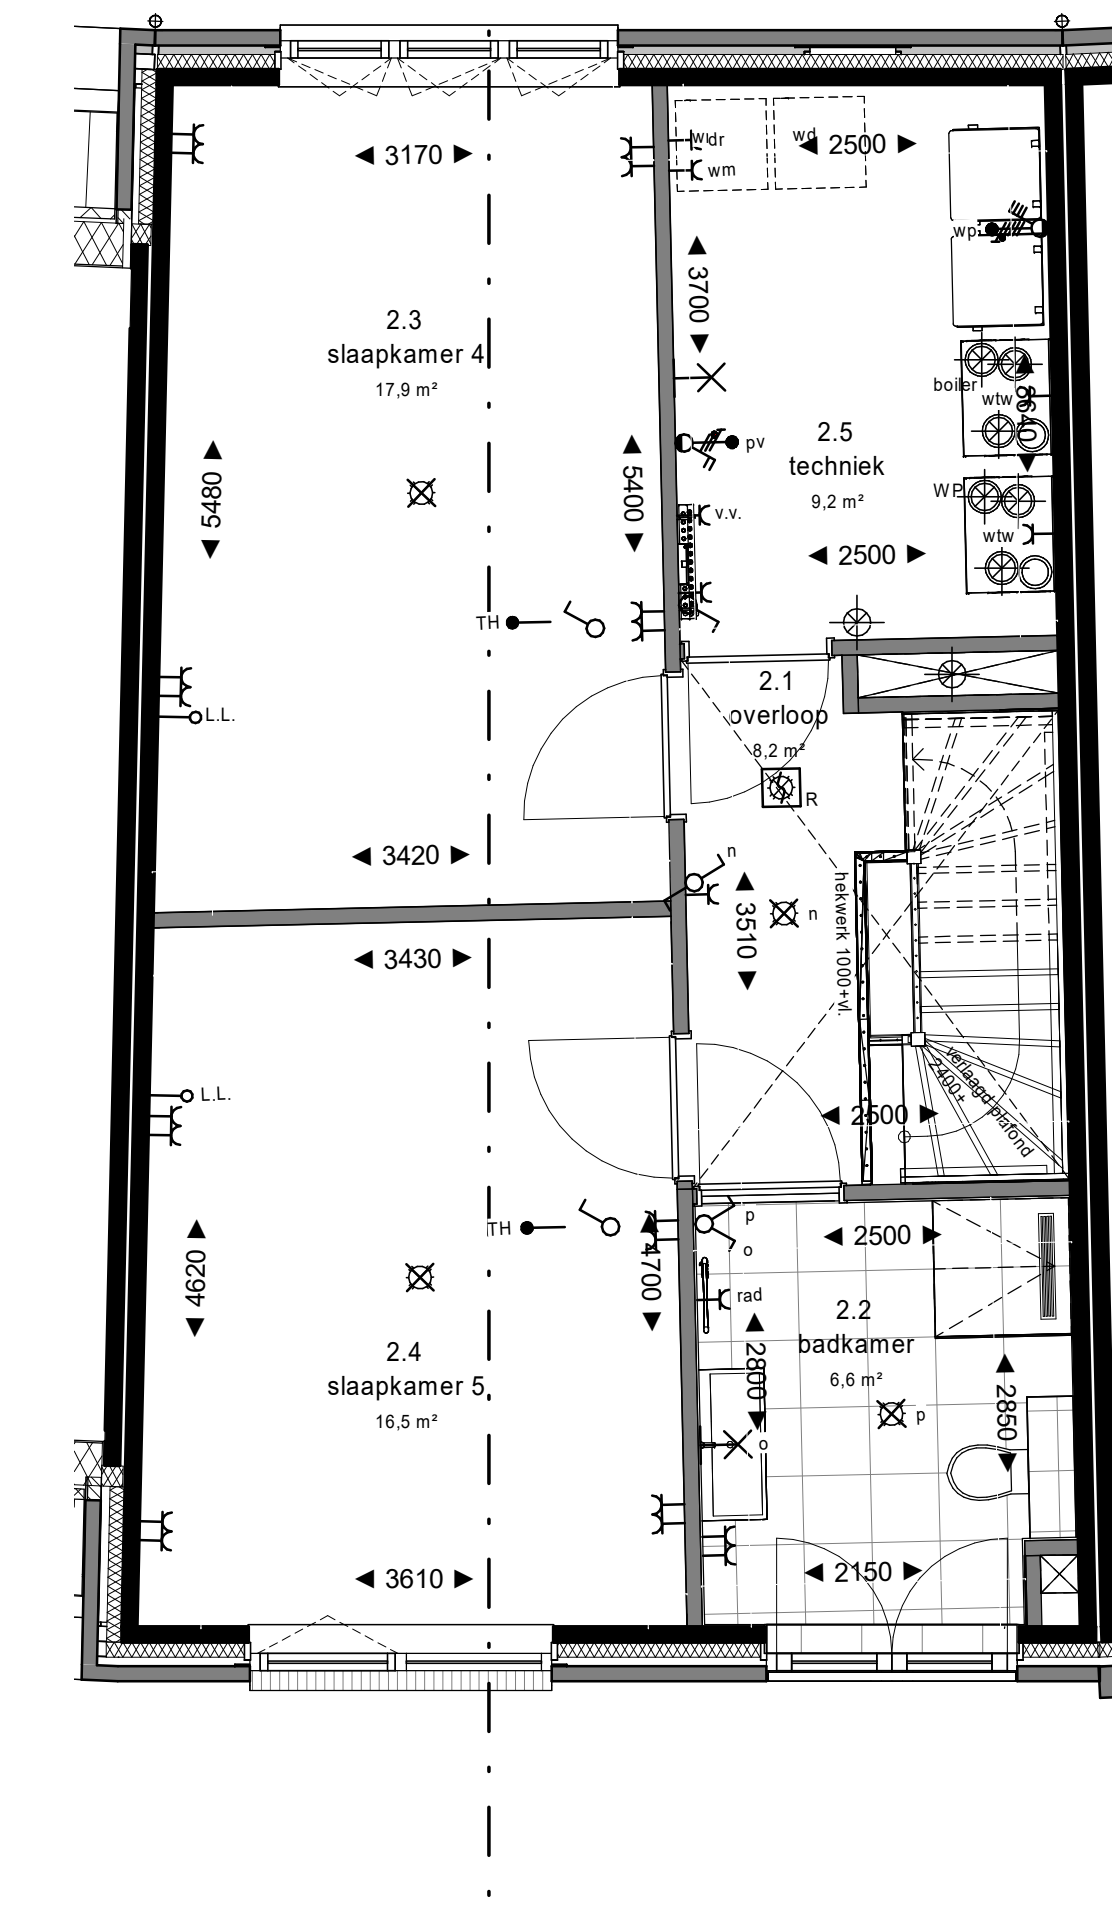 3170
wdr
wd
2500
wm
wp
3700
2.3
slaapkamer 4
17,9 m²
boiler
wtw
8640
2.5
techniek
9,2 m²
pv
5480
5400
v.v.
WP
wtw
2500
TH
2.1
overloop
8,2 m²
L.L.
R
3420
n
hekwerk 1000+vl.
3510
n
3430
verlaagd plafond
2400+
L.L.
2500
TH
p
o
2500
4620
4700
rad
2.2
badkamer
6,6 m²
2800
2850
2.4
slaapkamer 5
16,5 m²
p
o
3610
2150